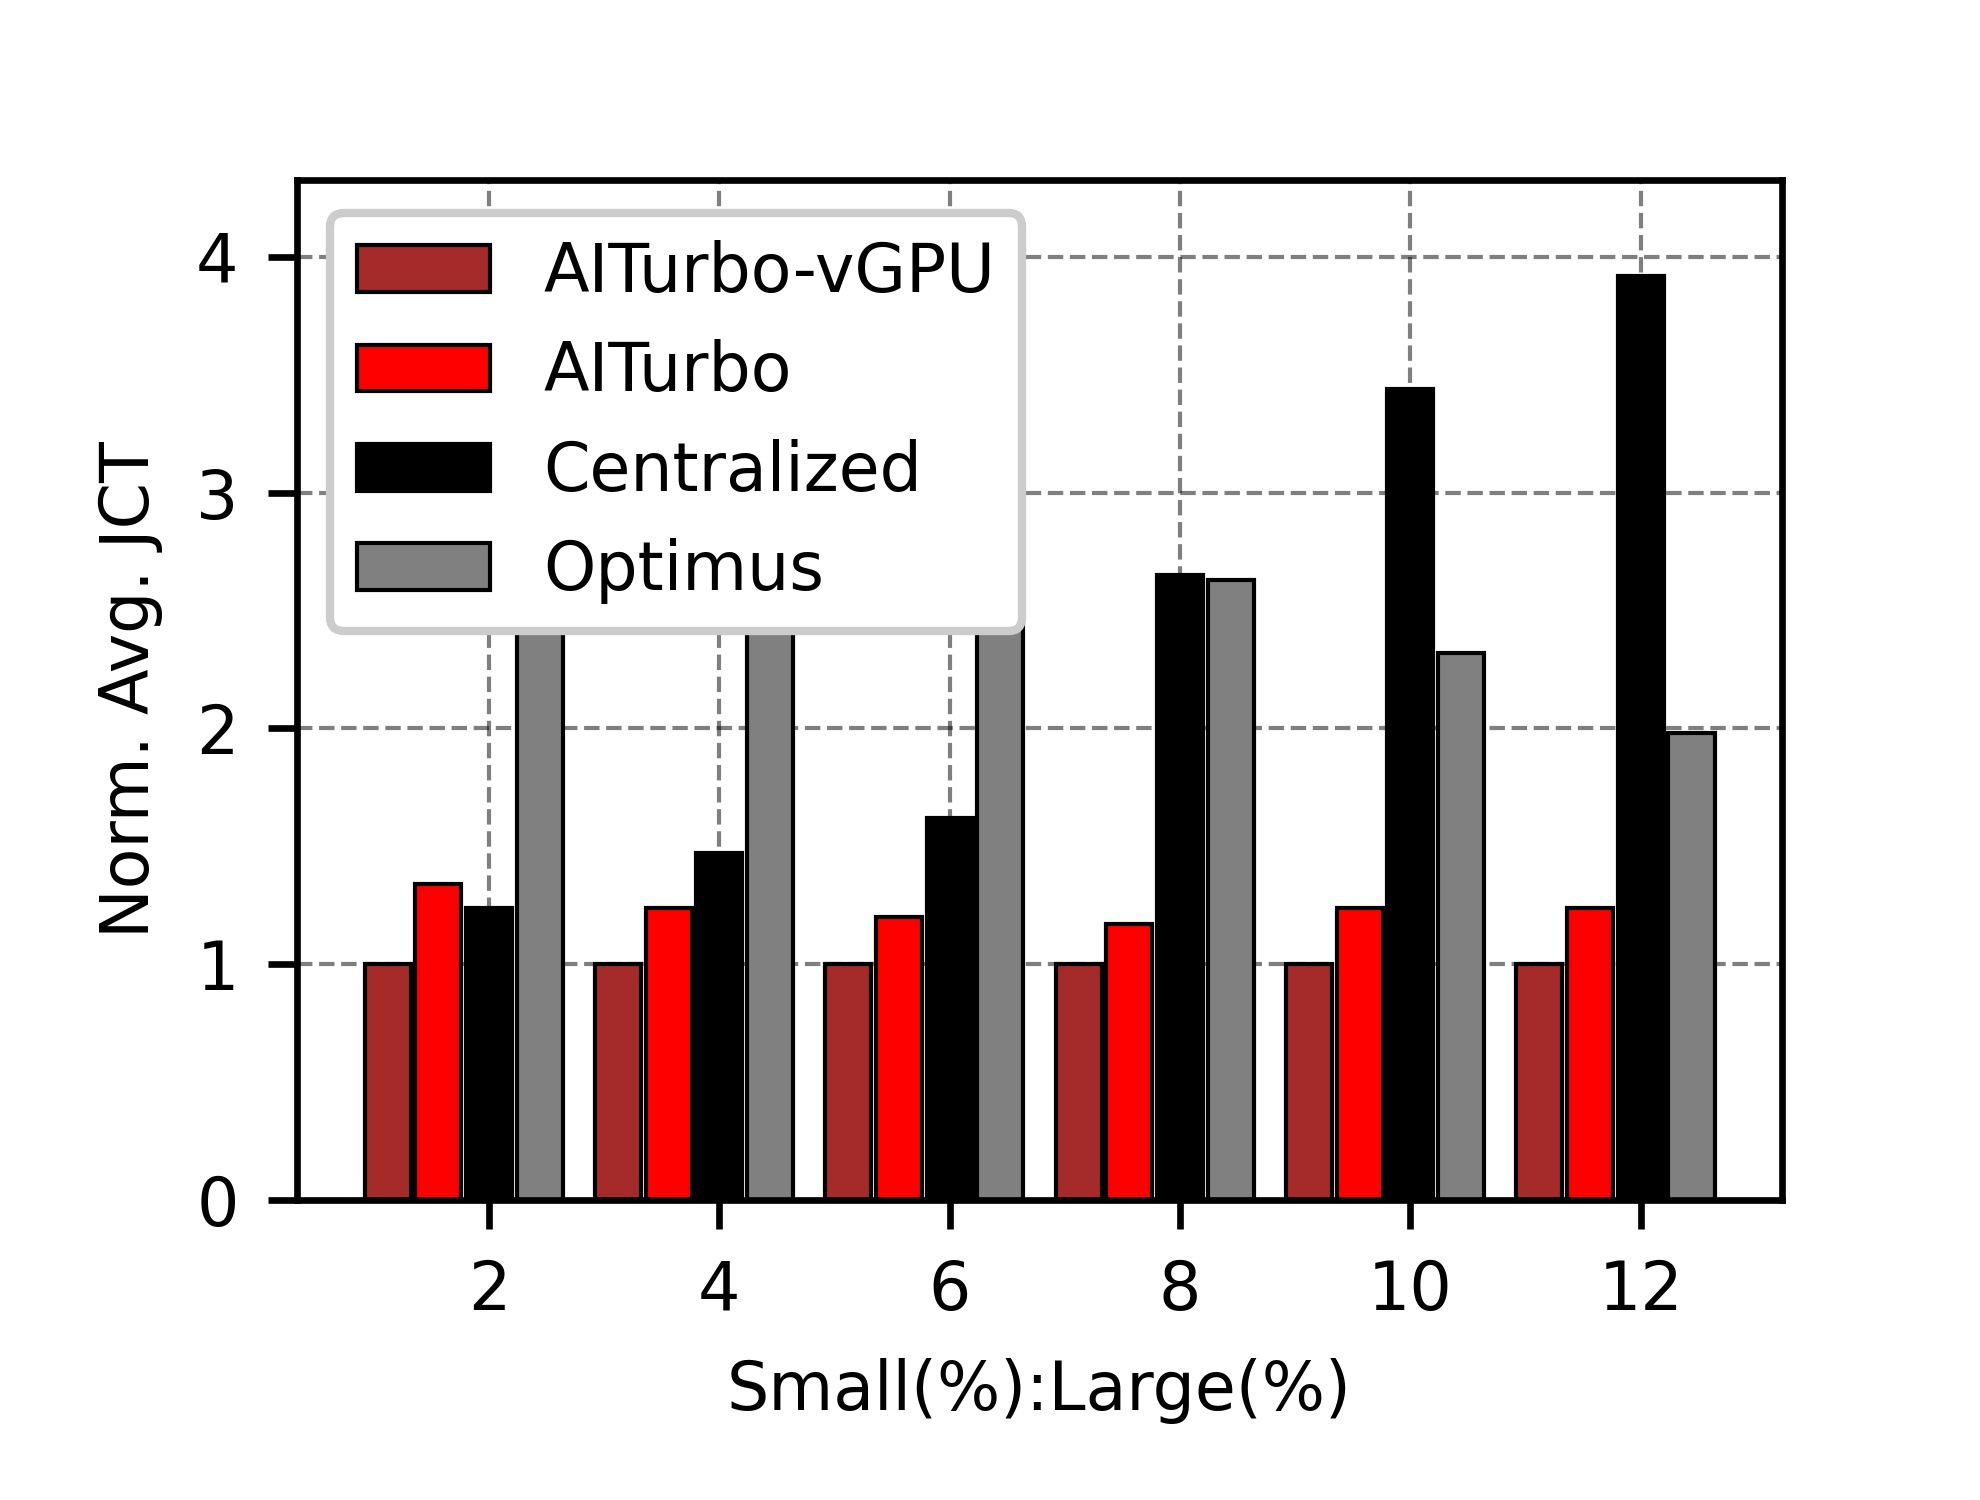 AITurbo-vGPU
AITurbo
Centralized
Optimus
Norm. Avg. JCT
4
3
2
1
0
2 4 6 8 10 12
Small(%):Large(%)